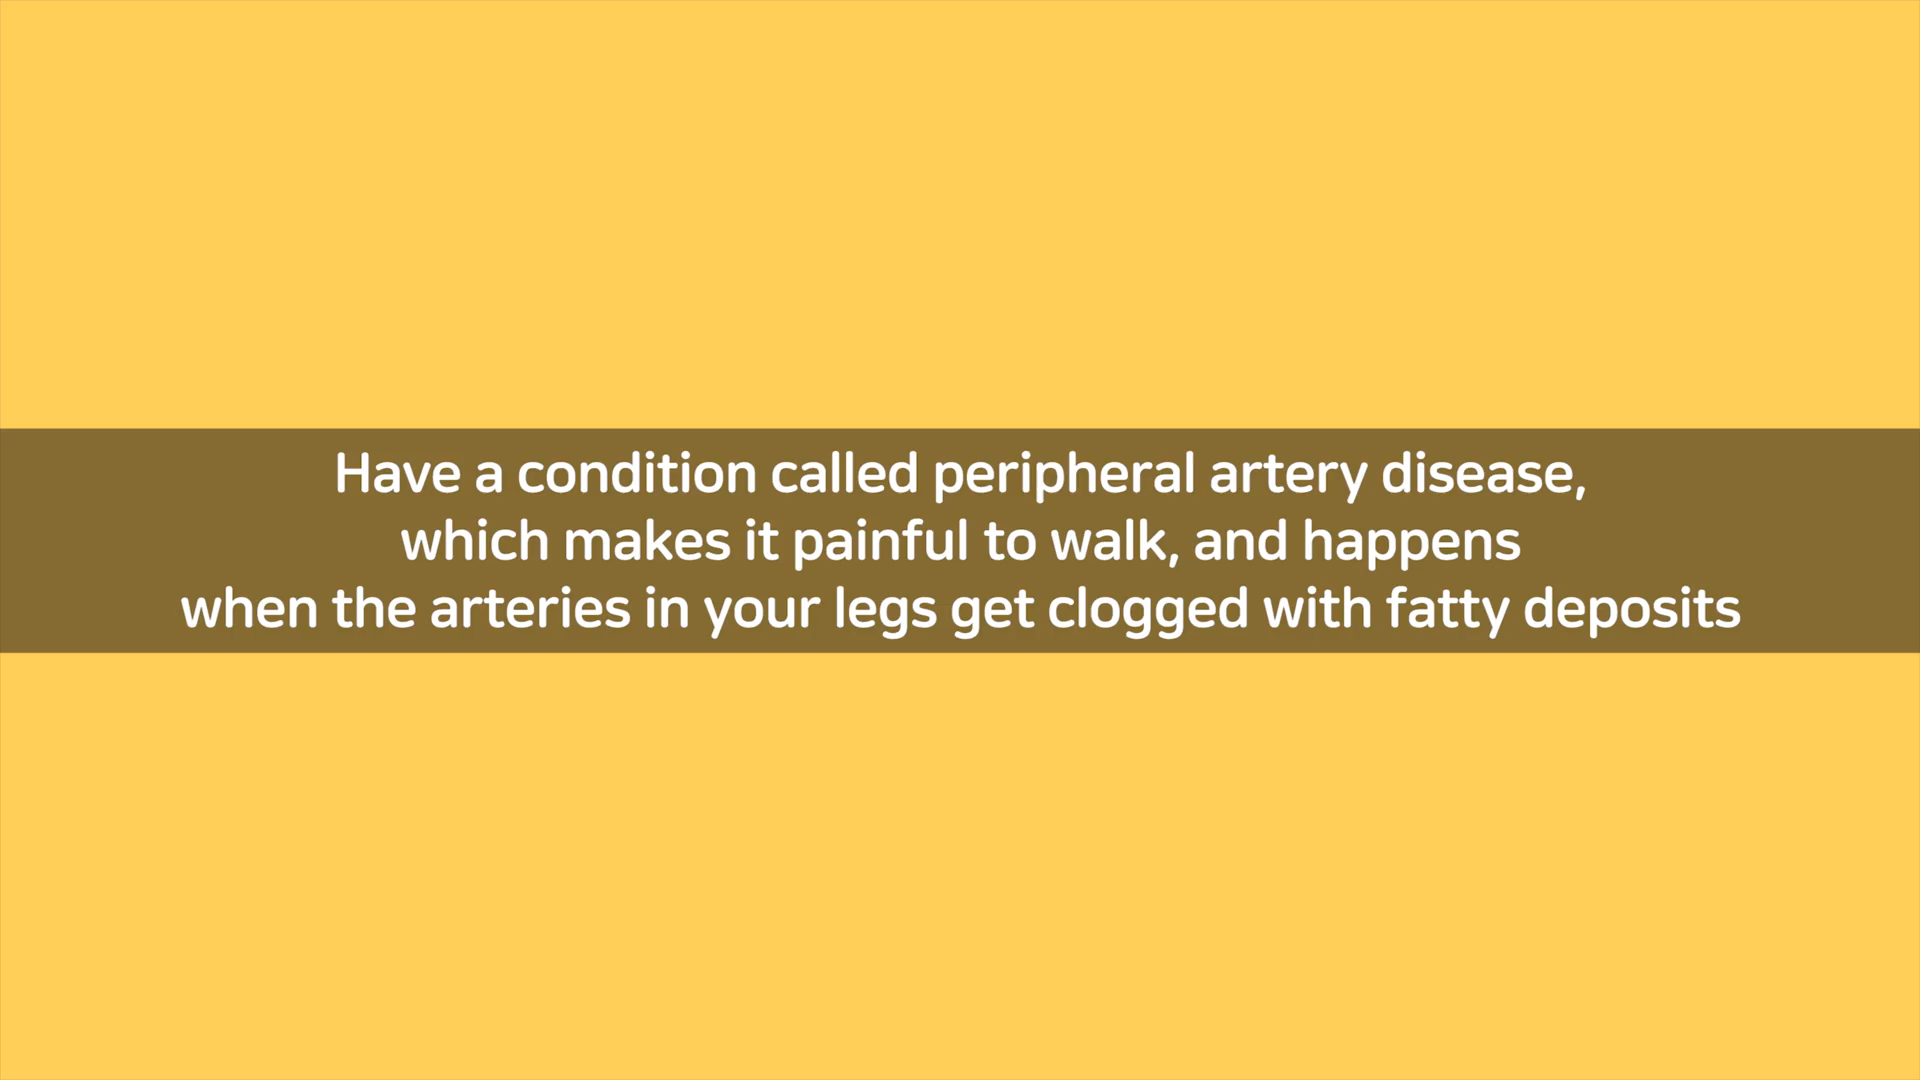 Have a condition called peripheral artery disease,
which makes it painful to walk, and happens
when the arteries in your legs get clogged with fatty deposits